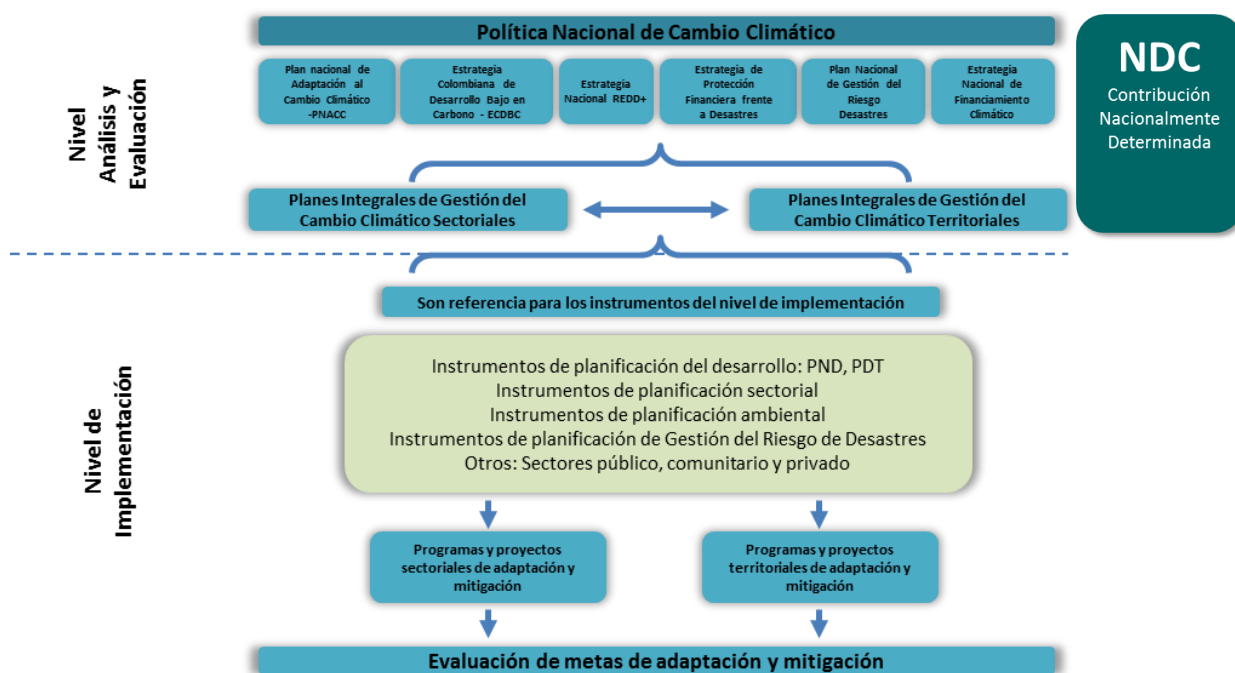 Política Nacional de Cambio Climático
NDC
Contribución
Nacionalmente
Determinada
Nivel
Análisis y
Evaluación
Plan nacional de
Adaptación al
Cambio Climático
-PNACC
Estrategia
Colombiana de
Desarrollo Bajo en
Carbono - ECDBC
Estrategia
Nacional REDD+
Estrategia de
Protección
Financiera frente
a Desastres
Plan Nacional
de Gestión del
Riesgo
Desastres
Estrategia
Nacional de
Financiamiento
Climático
Planes Integrales de Gestión del
Cambio Climático Sectoriales
Planes Integrales de Gestión del
Cambio Climático Territoriales
Nivel de
Implementación
Son referencia para los instrumentos del nivel de implementación
Instrumentos de planificación del desarrollo: PND, PDT
Instrumentos de planificación sectorial
Instrumentos de planificación ambiental
Instrumentos de planificación de Gestión del Riesgo de Desastres
Otros: Sectores público, comunitario y privado
Programas y proyectos
sectoriales de adaptación y
mitigación
Programas y proyectos
territoriales de adaptación y
mitigación
Evaluación de metas de adaptación y mitigación